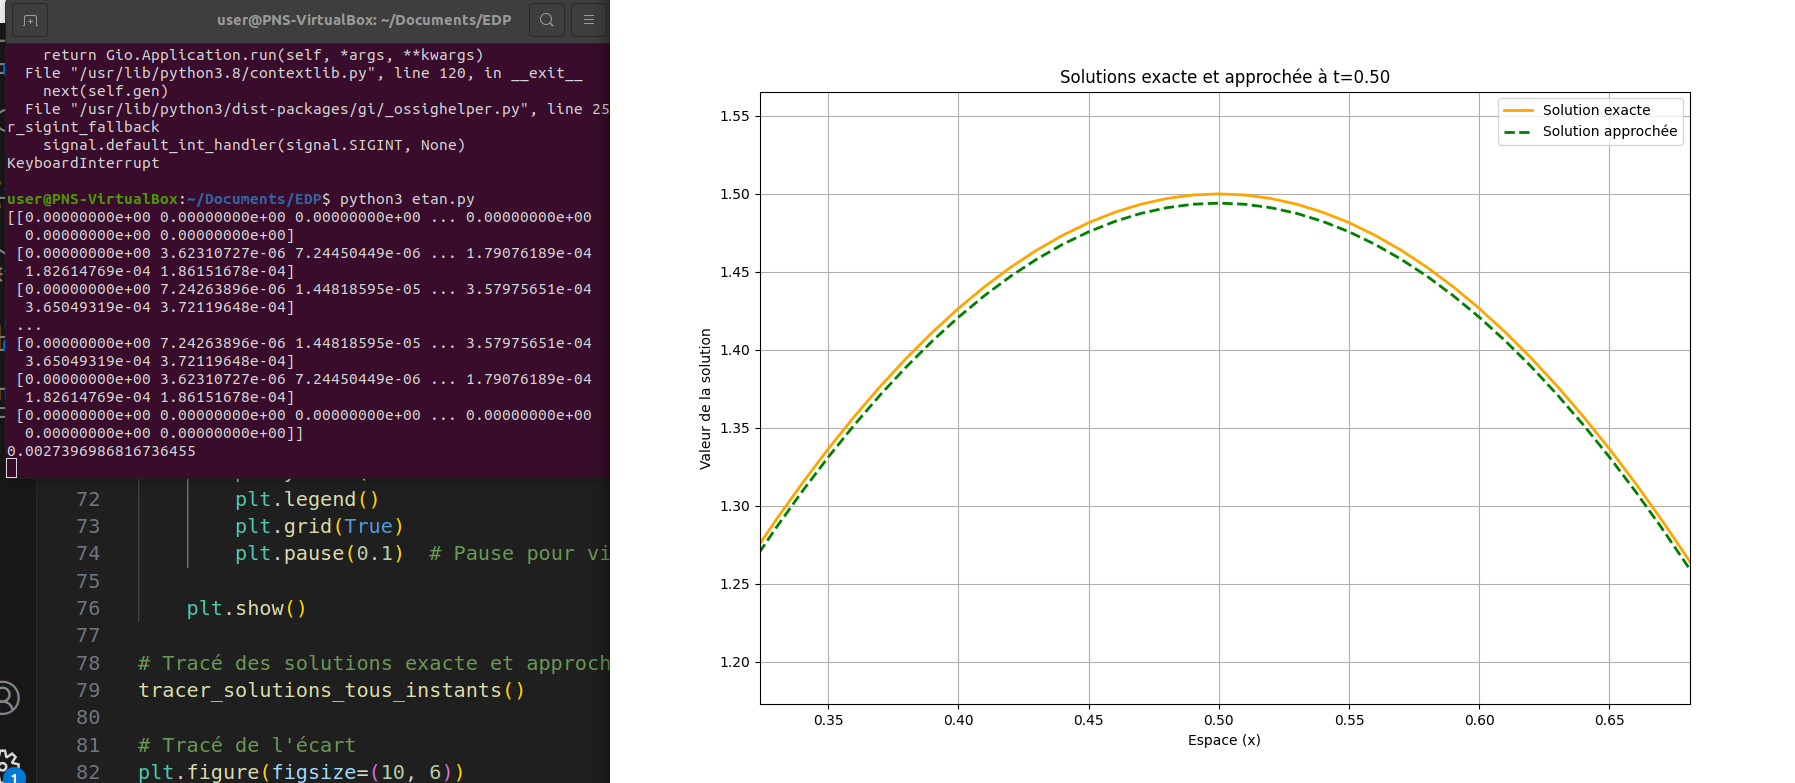 user@PNS-VirtualBox: ~/Documents/EDP
return Gio.Application.run(self, *args, **kwargs)
File "/usr/lib/python3.8/contextlib.py", line 120, in __exit__
next(self.gen)
File "/usr/lib/python3/dist-packages/gi/_ossighelper.py", line 25
r_sigint_fallback
signal.default_int_handler(signal.SIGINT, None)
KeyboardInterrupt
user@PNS-VirtualBox:~/Documents/EDP$ python3 etan.py
[[0.00000000e+00 0.00000000e+00 0.00000000e+00 ... 0.00000000e+00
0.00000000e+00 0.00000000e+00]
[0.00000000e+00 3.62310727e-06 7.24450449e-06 ... 1.79076189e-04
1.82614769e-04 1.86151678e-04]
[0.00000000e+00 7.24263896e-06 1.44818595e-05 ... 3.57975651e-04
3.65049319e-04 3.72119648e-04]
...
[0.00000000e+00 7.24263896e-06 1.44818595e-05 ... 3.57975651e-04
3.65049319e-04 3.72119648e-04]
[0.00000000e+00 3.62310727e-06 7.24450449e-06 ... 1.79076189e-04
1.82614769e-04 1.86151678e-04]
[0.00000000e+00 0.00000000e+00 0.00000000e+00 ... 0.00000000e+00
0.00000000e+00 0.00000000e+00]]
0.0027396986816736455
72 plt.legend()
73 plt.grid(True)
74 plt.pause(0.1) # Pause pour vi
75
76 plt.show()
77
78 # Tracé des solutions exacte et approch
79 tracer_solutions_tous_instants()
80
81 # Tracé de l'écart
82 plt.figure(figsize=(10, 6))
1
Solutions exacte et approchée à t=0.50
Solution exacte
Solution approchée
1.55
1.50
1.45
1.40
1.35
1.30
1.25
1.20
Valeur de la solution
0.35 0.40 0.45 0.50 0.55 0.60 0.65
Espace (x)